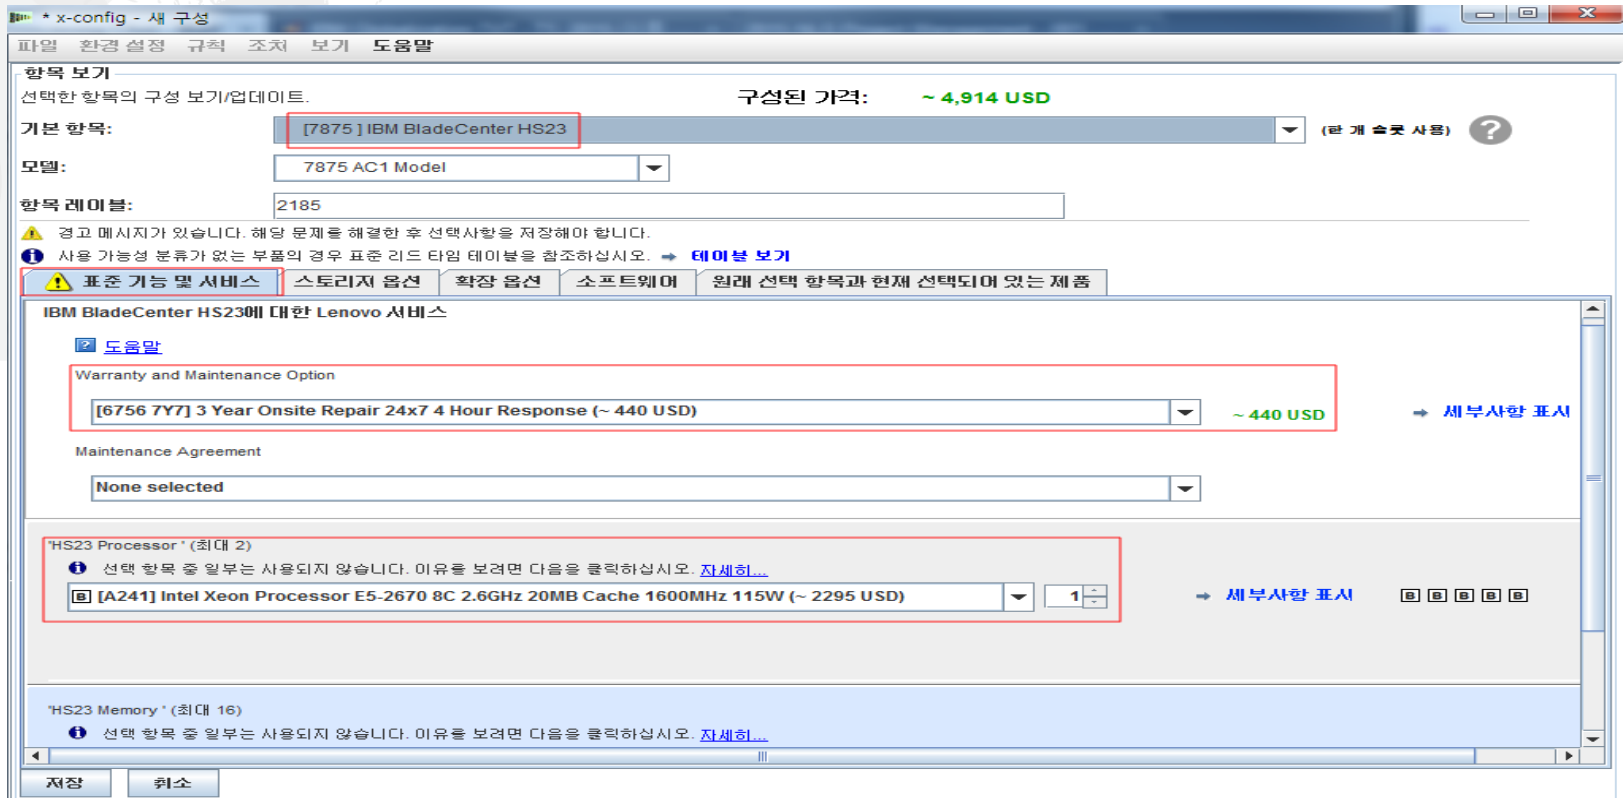 * x-config - 새 구성
파일 환경 설정 규칙 조치 보기 도움말
항목 보기
선택한 항목의 구성 보기/업데이트. 구성된 가격: ~ 4,914 USD
기본 항목: [7875 ] IBM BladeCenter HS23 (한 개 슬롯 사용) ?
모델: 7875 AC1 Model
항목 레이블: 2185
경고 메시지가 있습니다. 해당 문제를 해결한 후 선택사항을 저장해야 합니다.
사용 가능성 분류가 없는 부품의 경우 표준 리드 타임 테이블을 참조하십시오. 테이블 보기
표준 기능 및 서비스 스토리지 옵션 확장 옵션 소프트웨어 원래 선택 항목과 현재 선택되어 있는 제품
IBM BladeCenter HS23에 대한 Lenovo 서비스
? 도움말
Warranty and Maintenance Option
[6756 7Y7] 3 Year Onsite Repair 24x7 4 Hour Response (~ 440 USD) ~ 440 USD 세부사항 표시
Maintenance Agreement
None selected
'HS23 Processor ' (최대 2)
선택 항목 중 일부는 사용되지 않습니다. 이유를 보려면 다음을 클릭하십시오. 자세히...
B [A241] Intel Xeon Processor E5-2670 8C 2.6GHz 20MB Cache 1600MHz 115W (~ 2295 USD) 1 세부사항 표시 B B B B B
'HS23 Memory ' (최대 16)
선택 항목 중 일부는 사용되지 않습니다. 이유를 보려면 다음을 클릭하십시오. 자세히...
저장 취소